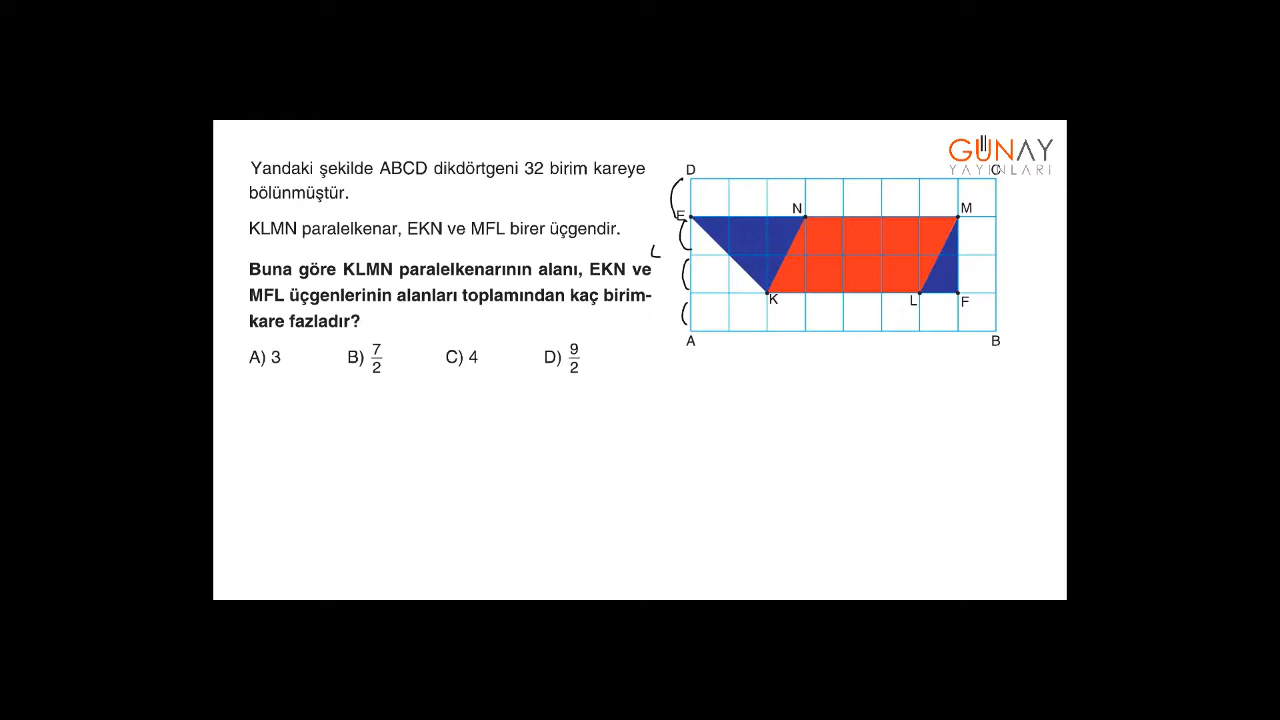 GÜNAY
YAYINLARI
Yandaki şekilde ABCD dikdörtgeni 32 birim kareye
bölünmüştür.
KLMN paralelkenar, EKN ve MFL birer üçgendir.
Buna göre KLMN paralelkenarının alanı, EKN ve
MFL üçgenlerinin alanları toplamından kaç birim-
kare fazladır?
A) 3 B) 7/2 C) 4 D) 9/2
D C
E N M
K L F
A B